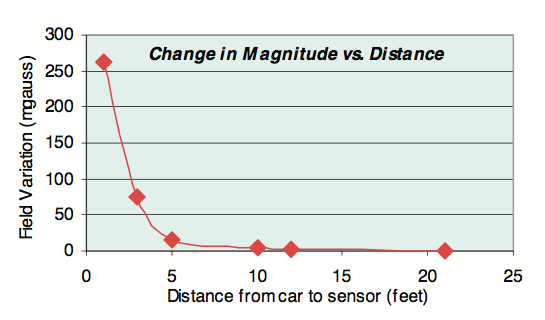 Change in Magnitude vs. Distance
Field Variation (mgauss)
300
250
200
150
100
50
0
0 5 10 15 20 25
Distance from car to sensor (feet)